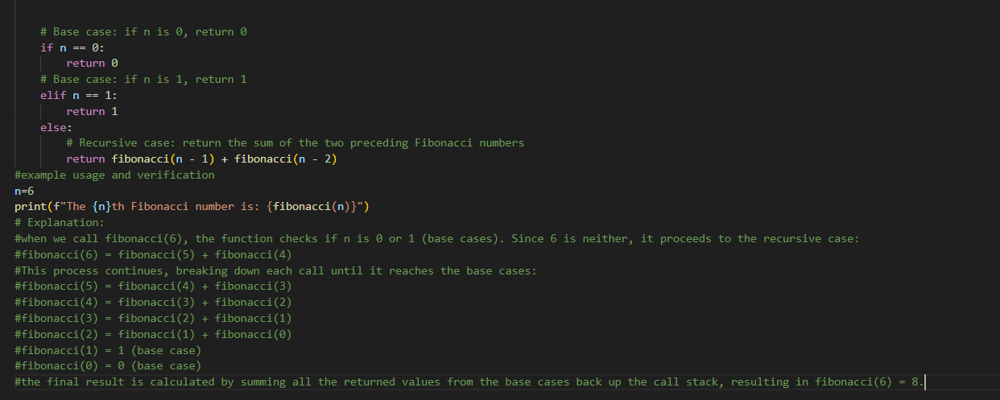 # Base case: if n is 0, return 0
if n == 0:
return 0
# Base case: if n is 1, return 1
elif n == 1:
return 1
else:
# Recursive case: return the sum of the two preceding Fibonacci numbers
return fibonacci(n - 1) + fibonacci(n - 2)
#example usage and verification
n=6
print(f"The {n}th Fibonacci number is: {fibonacci(n)}")
# Explanation:
#when we call fibonacci(6), the function checks if n is 0 or 1 (base cases). Since 6 is neither, it proceeds to the recursive case:
#fibonacci(6) = fibonacci(5) + fibonacci(4)
#This process continues, breaking down each call until it reaches the base cases:
#fibonacci(5) = fibonacci(4) + fibonacci(3)
#fibonacci(4) = fibonacci(3) + fibonacci(2)
#fibonacci(3) = fibonacci(2) + fibonacci(1)
#fibonacci(2) = fibonacci(1) + fibonacci(0)
#fibonacci(1) = 1 (base case)
#fibonacci(0) = 0 (base case)
#the final result is calculated by summing all the returned values from the base cases back up the call stack, resulting in fibonacci(6) = 8.